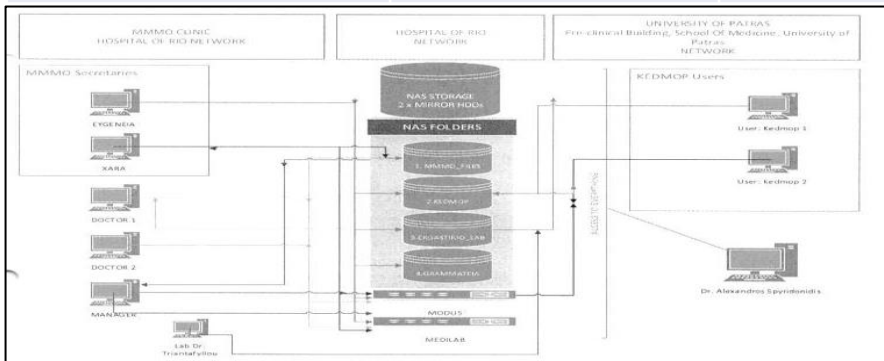 MMMO CLINIC
HOSPITAL OF RIO NETWORK
HOSPITAL OF RIO
NETWORK
UNIVERSITY OF PATRAS
Pre-clinical Building, School Of Medicine, University of
Patras
NETWORK
MMMO Secretaries
EYGENEIA
XARA
DOCTOR 1
DOCTOR 2
MANAGER
Lab Dr.
NAS STORAGE
2 x MIRROR HDDs
NAS FOLDERS
1. MMMO_FILES
2.KEDMOP
3.ERGASTIRIO_LAB
4.GRAMMATEIA
MODUS
MEDILAB
KEDMOP Users
User: Kedmop 1
User: Kedmop 2
Dr. Alexandros Spyridonidis